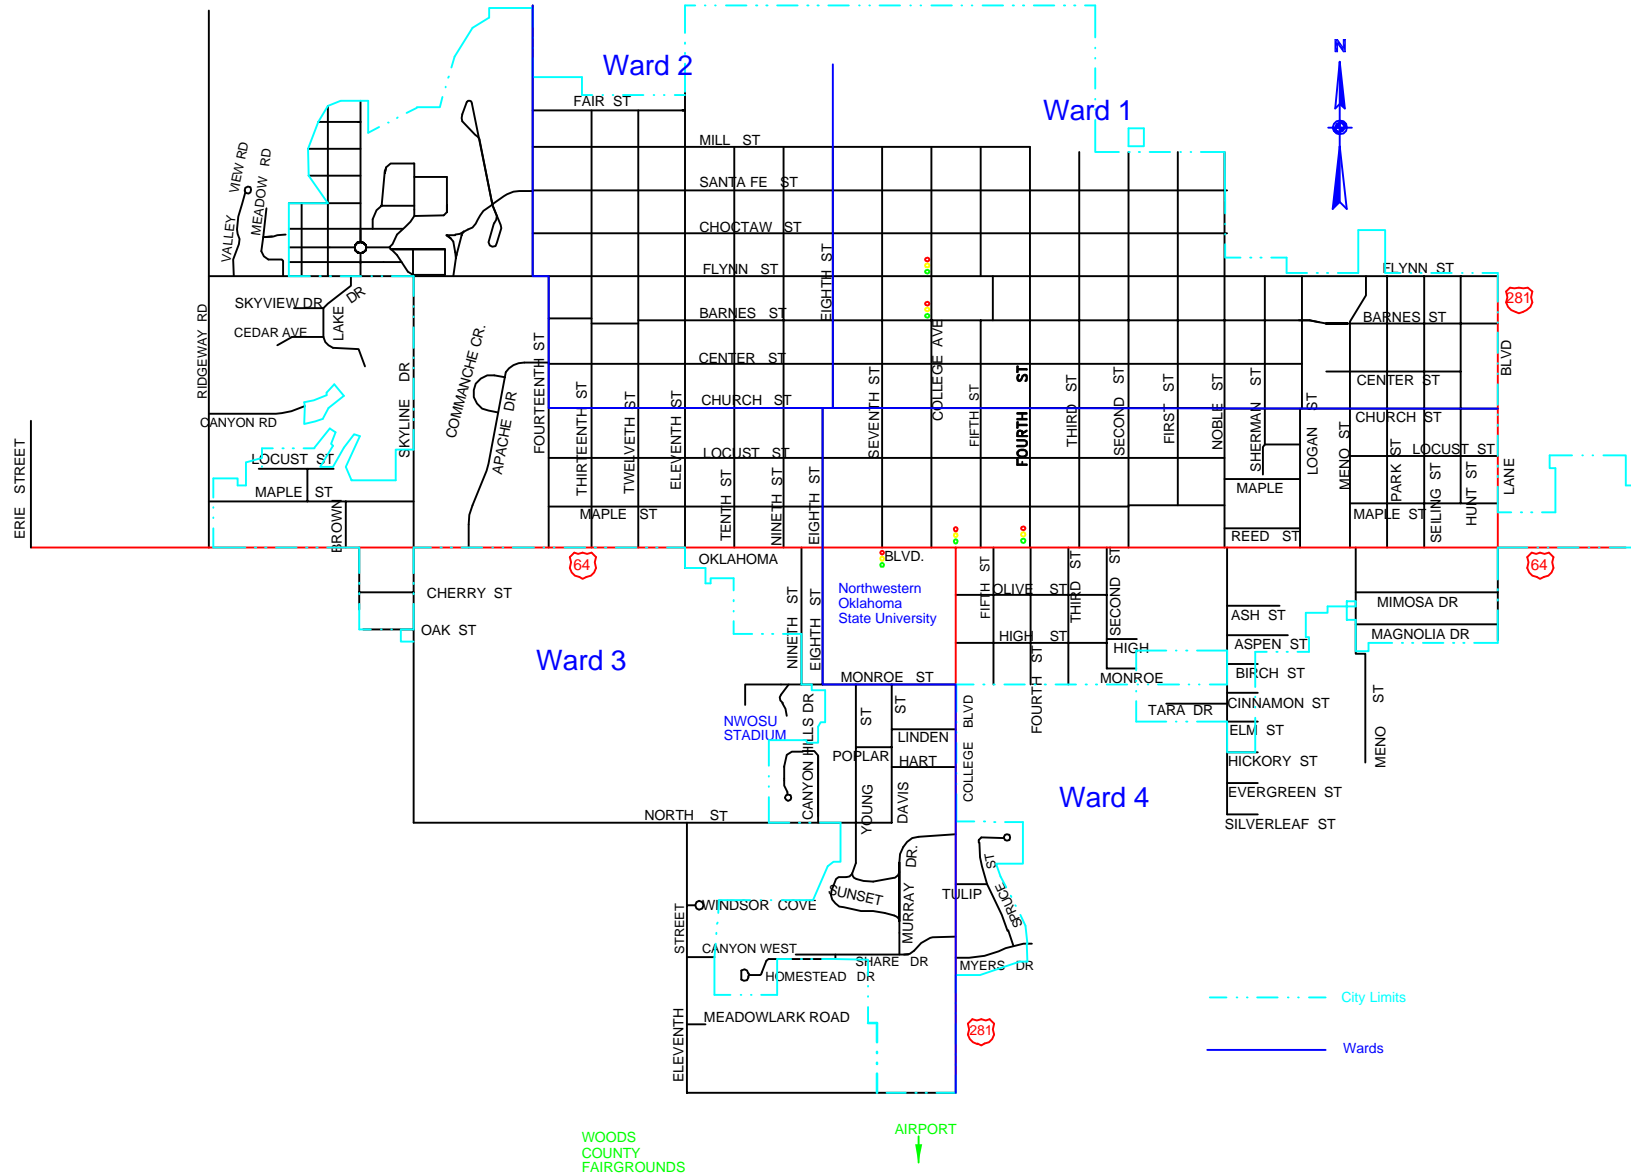 N
Ward 2
Ward 1
FAIR ST
MILL ST
SANTA FE ST
CHOCTAW ST
FLYNN ST
FLYNN ST
VALLEY VIEW RD
MEADOW RD
EIGHTH ST
281
SKYVIEW DR
LAKE DR
CEDAR AVE
BARNES ST
BARNES ST
RIDGEWAY RD
SKYLINE DR
COMMANCHE CR.
APACHE DR
FOURTEENTH ST
CENTER ST
CENTER ST
COLLEGE AVE
CHURCH ST
CHURCH ST
CANYON RD
ERIE STREET
THIRTEENTH ST
TWELVETH ST
ELEVENTH ST
TENTH ST
NINETH ST
EIGHTH ST
SEVENTH ST
FIFTH ST
FOURTH ST
THIRD ST
SECOND ST
FIRST ST
NOBLE ST
SHERMAN ST
LOGAN ST
MENO ST
PARK ST
SEILING ST
HUNT ST
LANE BLVD
LOCUST ST
LOCUST ST
LOCUST ST
MAPLE ST
MAPLE ST
MAPLE
MAPLE ST
BROWN
REED ST
64
OKLAHOMA BLVD.
64
CHERRY ST
OAK ST
NINETH ST
EIGHTH ST
Northwestern
Oklahoma
State University
FIFTH ST
OLIVE ST
THIRD ST
SECOND ST
HIGH ST
HIGH
FOURTH ST
MONROE ST
MONROE
ASH ST
ASPEN ST
BIRCH ST
CINNAMON ST
TARA DR
ELM ST
HICKORY ST
EVERGREEN ST
SILVERLEAF ST
MIMOSA DR
MAGNOLIA DR
MENO ST
Ward 3
Ward 4
NWOSU
STADIUM
CANYON HILLS DR
YOUNG ST
DAVIS ST
POPLAR
LINDEN
HART
COLLEGE BLVD
NORTH ST
SUNSET
MURRAY DR.
TULIP
SPRUCE ST
WINDSOR COVE
CANYON WEST
SHARE DR
MYERS DR
HOMESTEAD DR
MEADOWLARK ROAD
ELEVENTH STREET
281
City Limits
Wards
WOODS
COUNTY
FAIRGROUNDS
AIRPORT